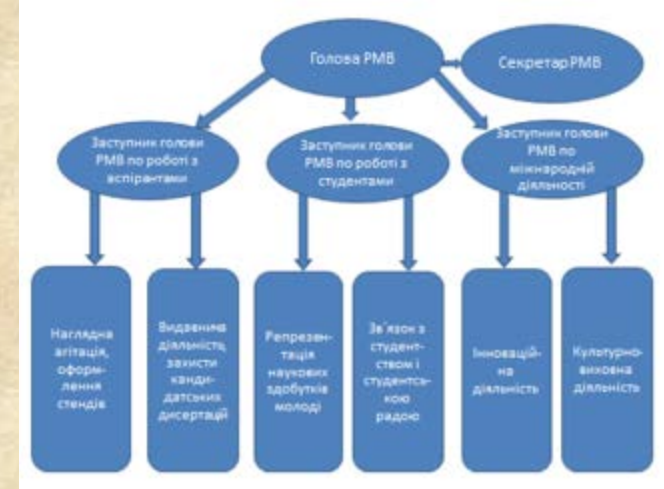 Голова РМВ
Секретар РМВ
Заступник голови
РМВ по роботі з
аспірантами
Заступник голови
РМВ по роботі з
студентами
Заступник голови
РМВ по
міжнародній
діяльності
Наглядна
агітація,
оформ-
лення
стендів
Видавнича
діяльність,
захисти
канди-
датських
дисертацій
Репрезен-
тація
наукових
здобутків
молоді
Зв´язок з
студент-
ством і
студентсь-
кою
радою
Інновацій-
на
діяльність
Культурно-
виховна
діяльність